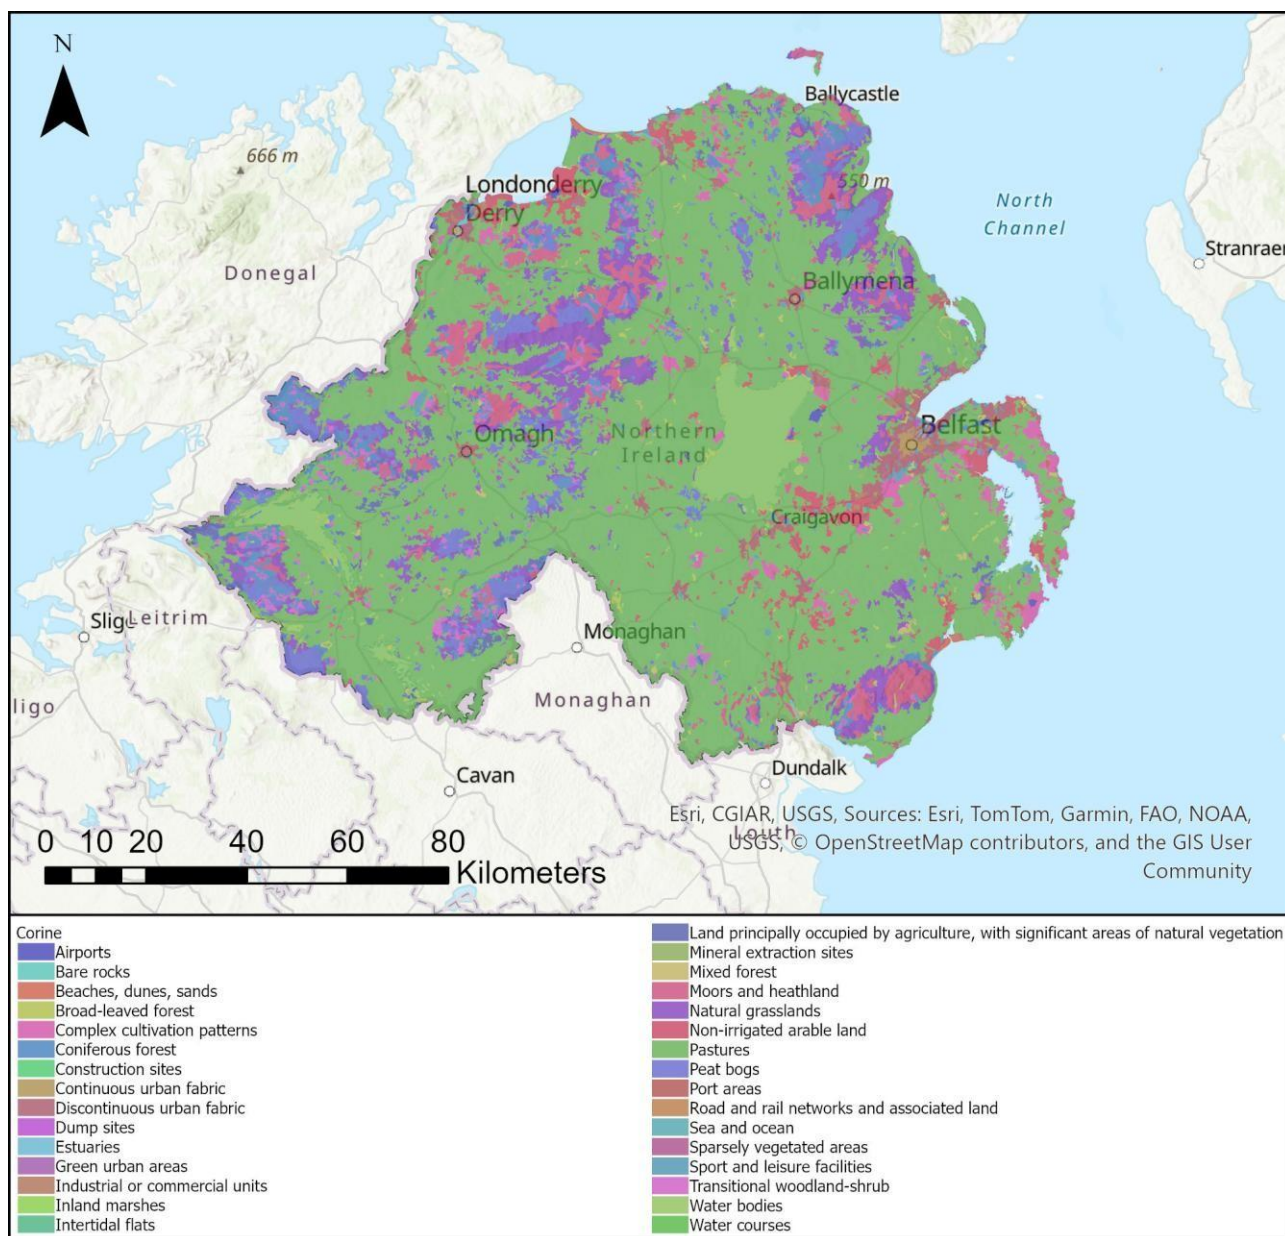 N
Ballycastle
666 m
Londonderry
Derry
550 m
North
Channel
Stranraer
Donegal
Ballymena
Belfast
Omagh
Northern
Ireland
Craigavon
Leitrim
Monaghan
Monaghan
Cavan
Dundalk
Louth
Esri, CGIAR, USGS, Sources: Esri, TomTom, Garmin, FAO, NOAA,
USGS, © OpenStreetMap contributors, and the GIS User
Community
0 10 20 40 60 80
Kilometers
Corine
Airports
Bare rocks
Beaches, dunes, sands
Broad-leaved forest
Complex cultivation patterns
Coniferous forest
Construction sites
Continuous urban fabric
Discontinuous urban fabric
Dump sites
Estuaries
Green urban areas
Industrial or commercial units
Inland marshes
Intertidal flats
Land principally occupied by agriculture, with significant areas of natural vegetation
Mineral extraction sites
Mixed forest
Moors and heathland
Natural grasslands
Non-irrigated arable land
Pastures
Peat bogs
Port areas
Road and rail networks and associated land
Sea and ocean
Sparsely vegetated areas
Sport and leisure facilities
Transitional woodland-shrub
Water bodies
Water courses